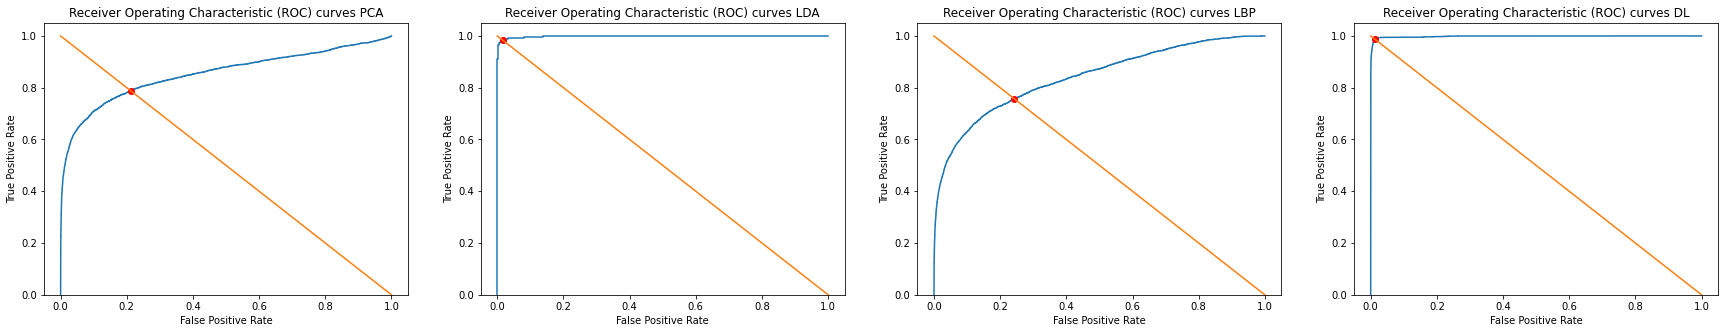 Receiver Operating Characteristic (ROC) curves PCA
1.0
0.8
0.6
0.4
0.2
0.0
True Positive Rate
0.0 0.2 0.4 0.6 0.8 1.0
False Positive Rate
Receiver Operating Characteristic (ROC) curves LDA
1.0
0.8
0.6
0.4
0.2
0.0
True Positive Rate
0.0 0.2 0.4 0.6 0.8 1.0
False Positive Rate
Receiver Operating Characteristic (ROC) curves LBP
1.0
0.8
0.6
0.4
0.2
0.0
True Positive Rate
0.0 0.2 0.4 0.6 0.8 1.0
False Positive Rate
Receiver Operating Characteristic (ROC) curves DL
1.0
0.8
0.6
0.4
0.2
0.0
True Positive Rate
0.0 0.2 0.4 0.6 0.8 1.0
False Positive Rate